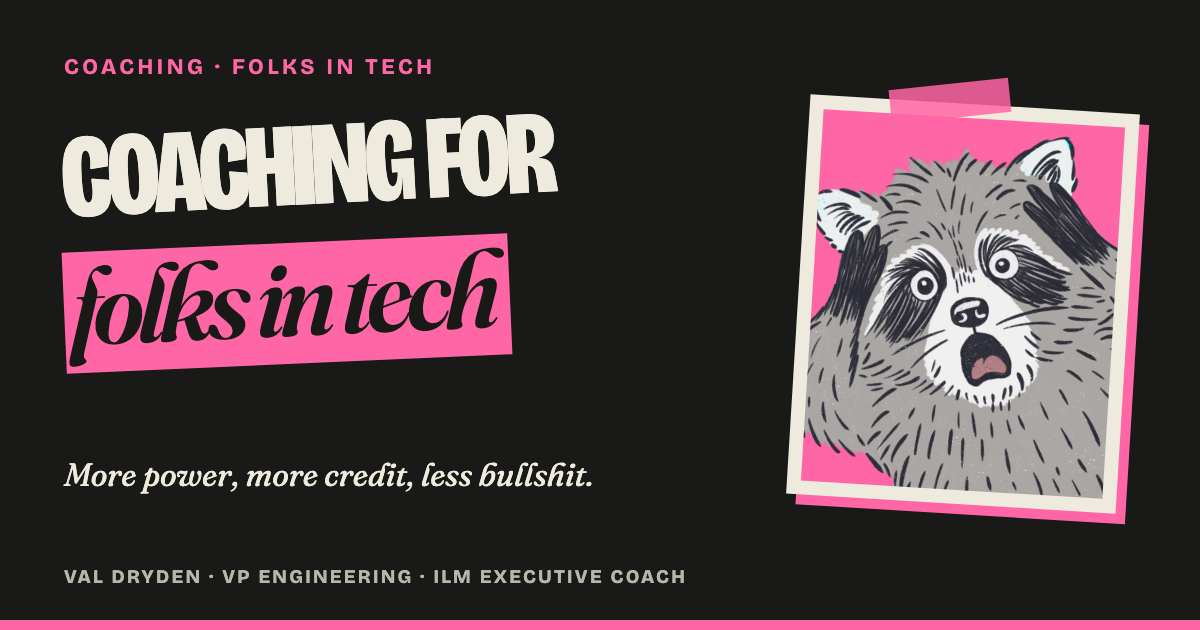 COACHING · FOLKS IN TECH
COACHING FOR
folks in tech
More power, more credit, less bullshit.
VAL DRYDEN · VP ENGINEERING · ILM EXECUTIVE COACH